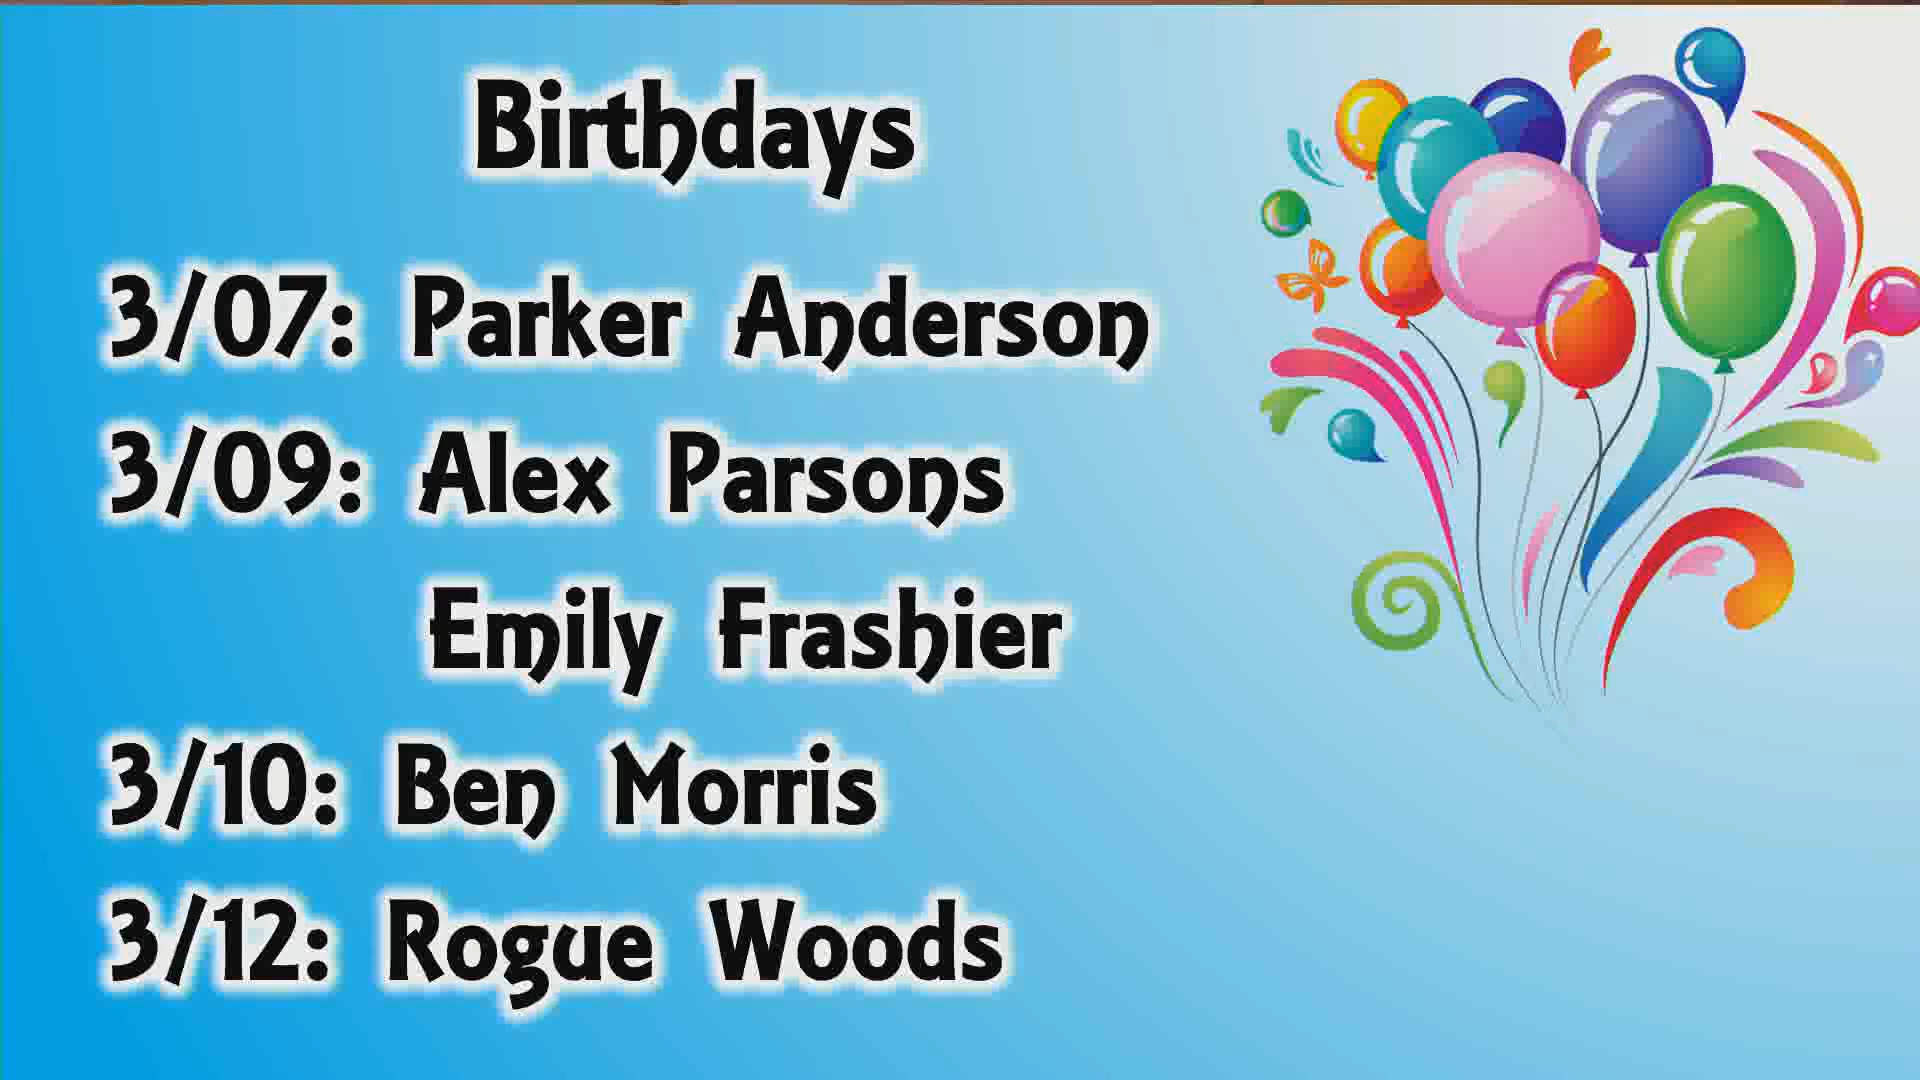 Birthdays
3/07: Parker Anderson
3/09: Alex Parsons
Emily Frashier
3/10: Ben Morris
3/12: Rogue Woods